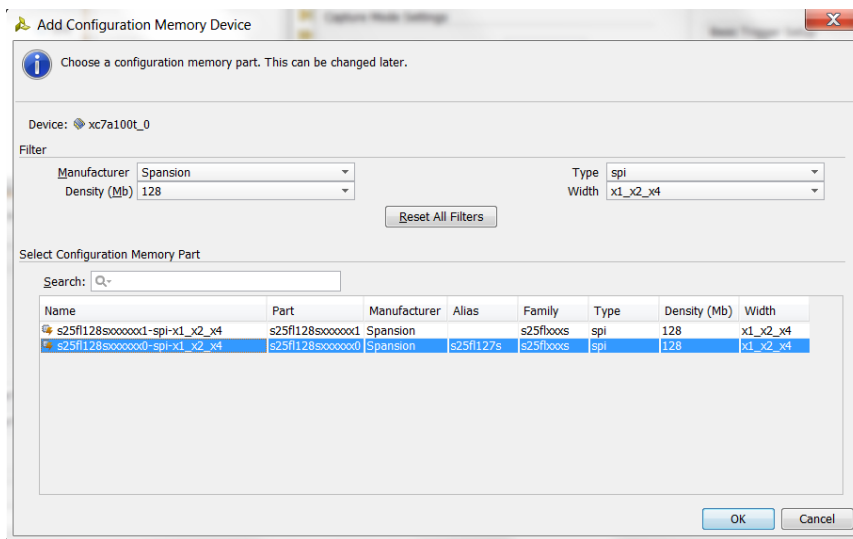 Add Configuration Memory Device
Capture Mode Settings
Choose a configuration memory part. This can be changed later.
Device: xc7a100t_0
Filter
Manufacturer Spansion Type spi
Density (Mb) 128 Width x1_x2_x4
Reset All Filters
Select Configuration Memory Part
Search:
Name Part Manufacturer Alias Family Type Density (Mb) Width
s25fl128sxxxxxx1-spi-x1_x2_x4 s25fl128sxxxxxx1 Spansion s25flxxxs spi 128 x1_x2_x4
s25fl128sxxxxxx0-spi-x1_x2_x4 s25fl128sxxxxxx0 Spansion s25fl127s s25flxxxs spi 128 x1_x2_x4
OK Cancel